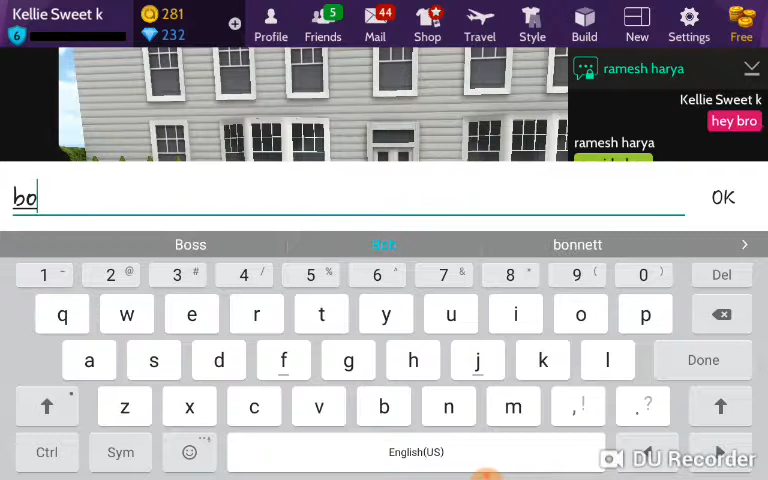 Kellie Sweet k
281
5
44
6
232
Profile
Friends
Mail
Shop
Travel
Style
Build
New
Settings
Free
ramesh harya
Kellie Sweet k
hey bro
ramesh harya
bo
OK
Boss
Bob
bonnett
1 -
2 @
3 #
4 /
5 %
6 ^
7 &
8 *
9 (
0 )
Del
q w e r t y u i o p
a s d f g h j k l
Done
z x c v b n m , ! . ?
Ctrl
Sym
English(US)
DU Recorder